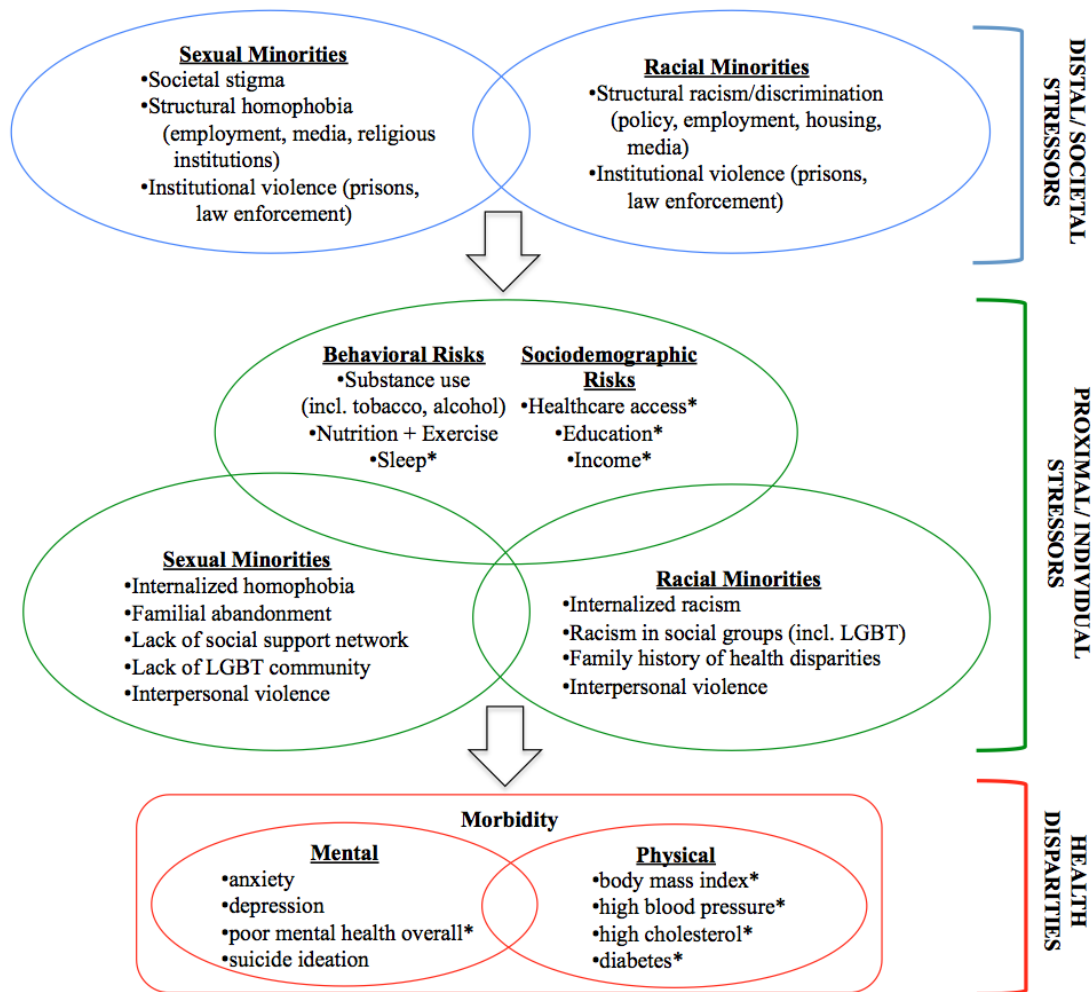 Sexual Minorities
•Societal stigma
•Structural homophobia
(employment, media, religious
institutions)
•Institutional violence (prisons,
law enforcement)
Racial Minorities
•Structural racism/discrimination
(policy, employment, housing,
media)
•Institutional violence (prisons,
law enforcement)
DISTAL/ SOCIETAL
STRESSORS
Behavioral Risks
•Substance use
(incl. tobacco, alcohol)
•Nutrition + Exercise
•Sleep*
Sociodemographic
Risks
•Healthcare access*
•Education*
•Income*
Sexual Minorities
•Internalized homophobia
•Familial abandonment
•Lack of social support network
•Lack of LGBT community
•Interpersonal violence
Racial Minorities
•Internalized racism
•Racism in social groups (incl. LGBT)
•Family history of health disparities
•Interpersonal violence
PROXIMAL/ INDIVIDUAL
STRESSORS
Morbidity
Mental
•anxiety
•depression
•poor mental health overall*
•suicide ideation
Physical
•body mass index*
•high blood pressure*
•high cholesterol*
•diabetes*
HEALTH
DISPARITIES